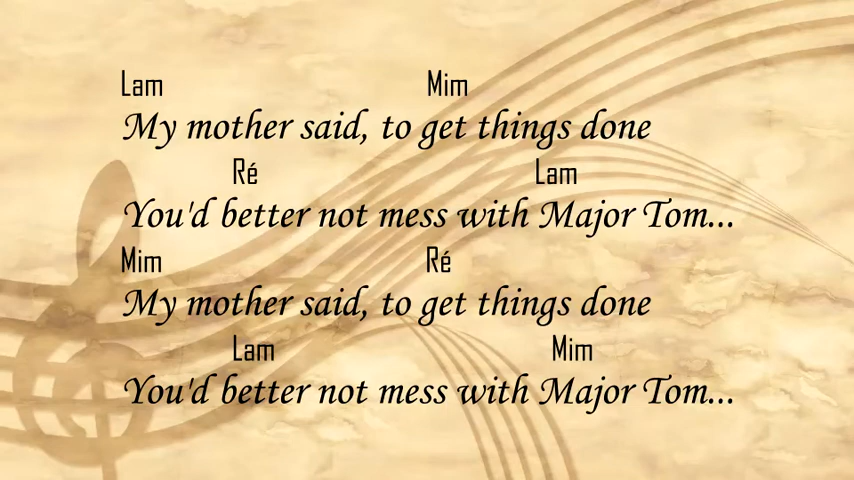 Lam Mim
My mother said, to get things done
Ré Lam
You'd better not mess with Major Tom...
Mim Ré
My mother said, to get things done
Lam Mim
You'd better not mess with Major Tom...